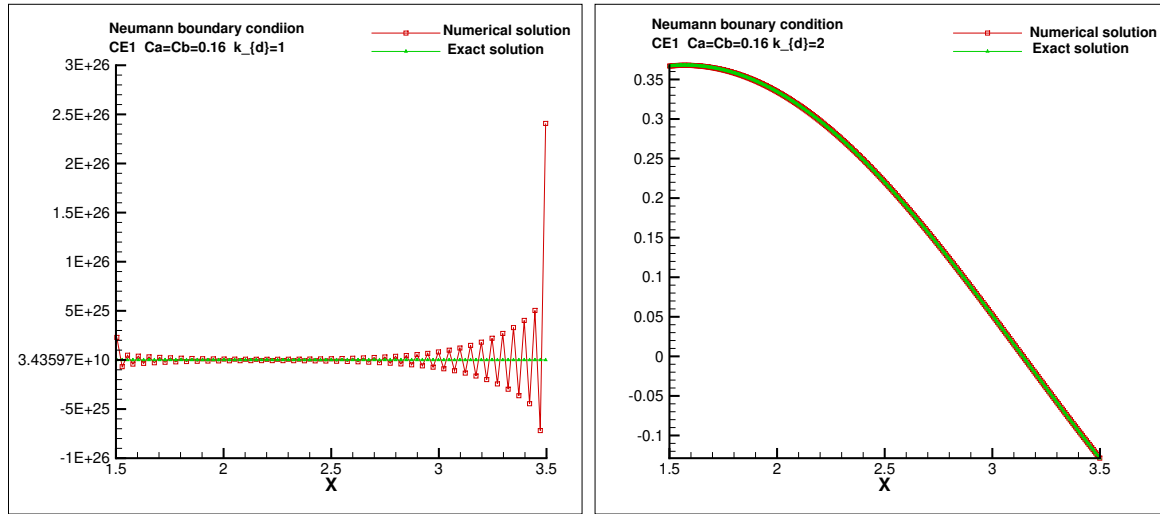 Neumann boundary condiion
CE1 Ca=Cb=0.16 k_{d}=1
Numerical solution
Exact solution
3E+26
2.5E+26
2E+26
1.5E+26
1E+26
5E+25
3.43597E+10
-5E+25
-1E+26
1.5
2
2.5
3
3.5
X
Neumann bounary condition
CE1 Ca=Cb=0.16 k_{d}=2
Numerical solution
Exact solution
0.35
0.3
0.25
0.2
0.15
0.1
0.05
0
-0.05
-0.1
1.5
2
2.5
3
3.5
X